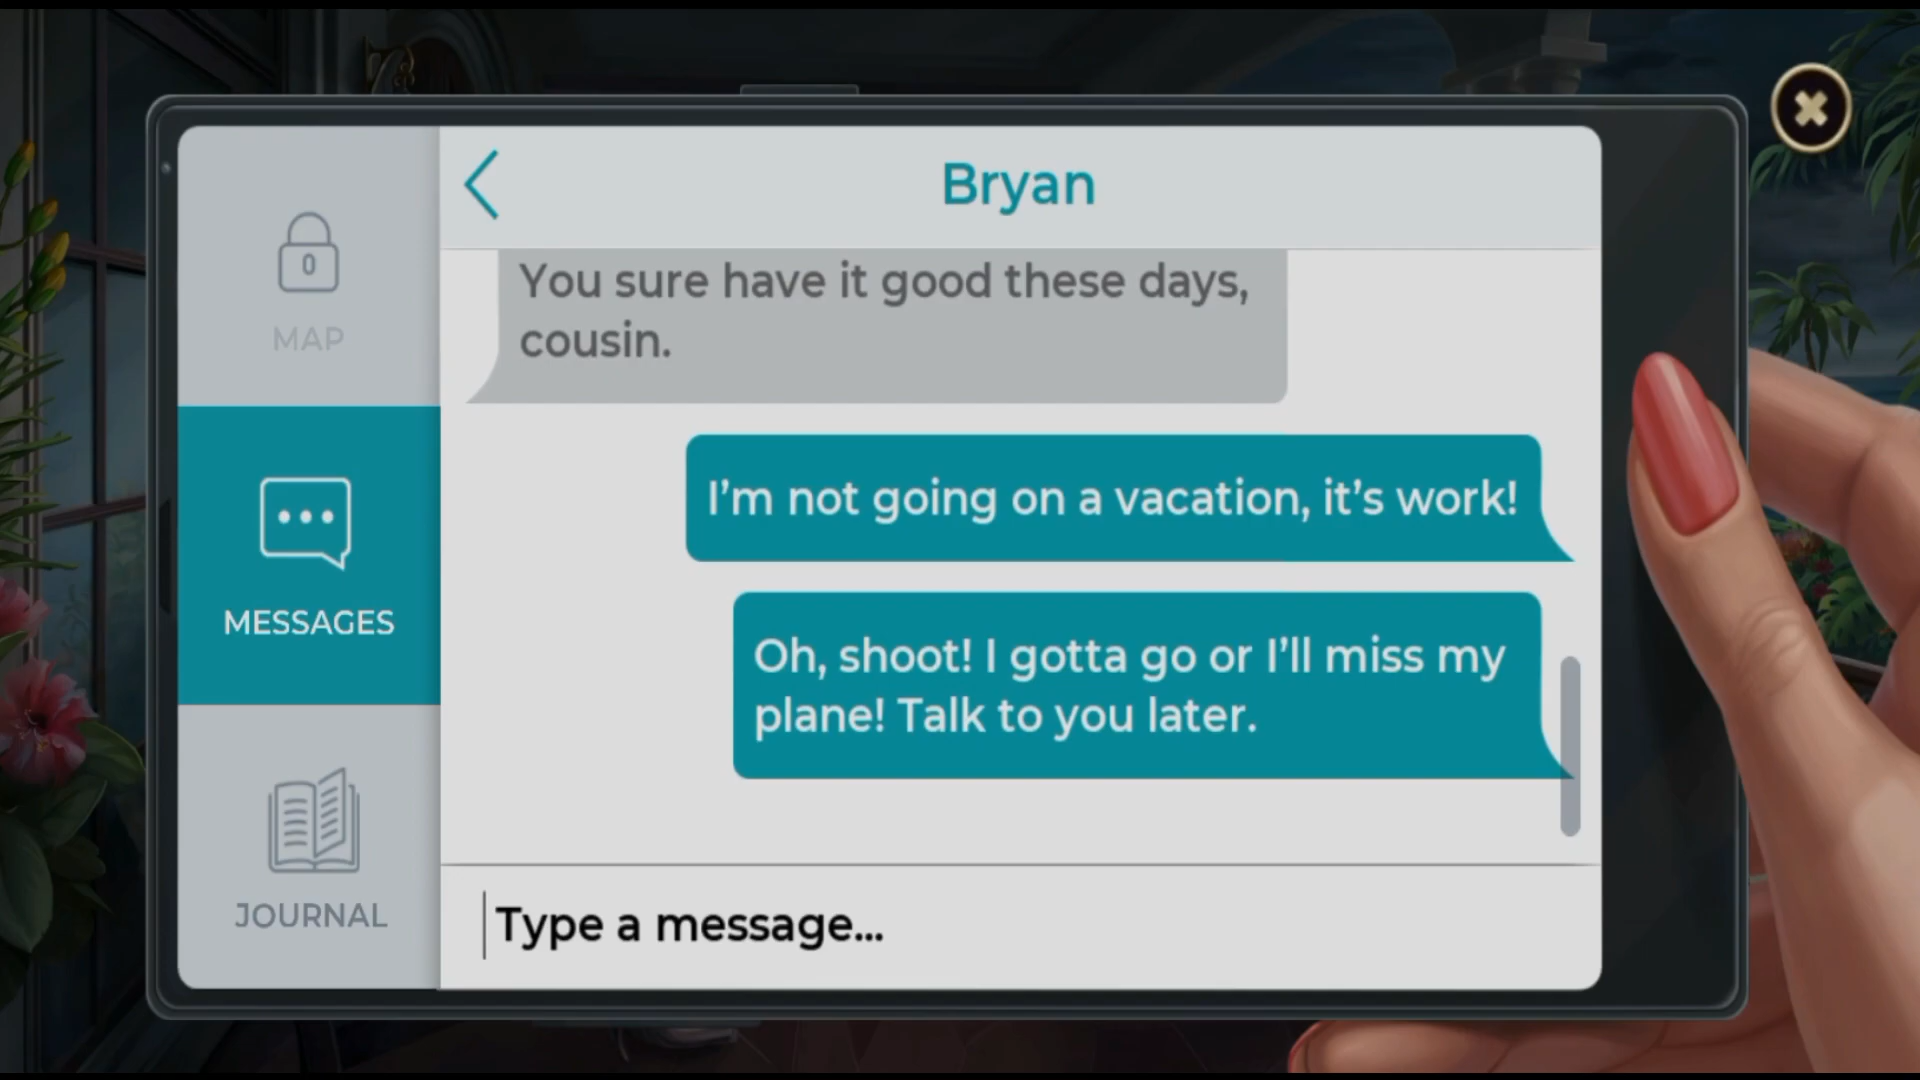 Bryan
0
MAP
You sure have it good these days,
cousin.
I'm not going on a vacation, it's work!
MESSAGES
Oh, shoot! I gotta go or I'll miss my
plane! Talk to you later.
JOURNAL
Type a message...